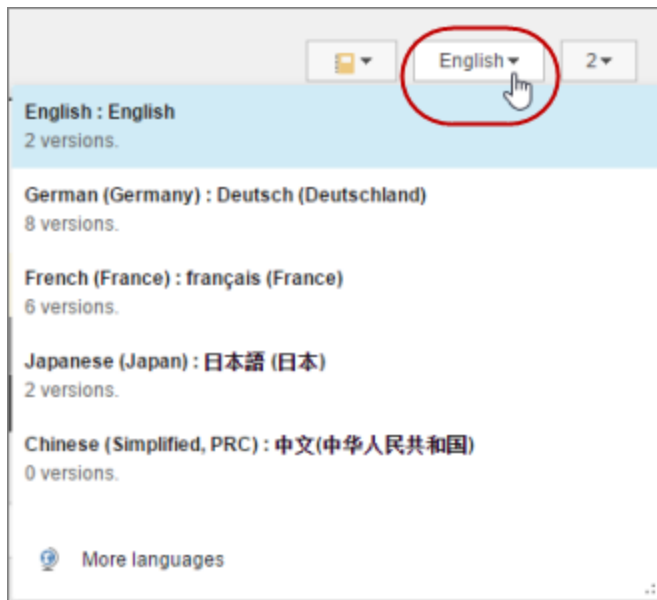 English
2
English : English
2 versions.
German (Germany) : Deutsch (Deutschland)
8 versions.
French (France) : français (France)
6 versions.
Japanese (Japan) : 日本語 (日本)
2 versions.
Chinese (Simplified, PRC) : 中文(中华人民共和国)
0 versions.
More languages